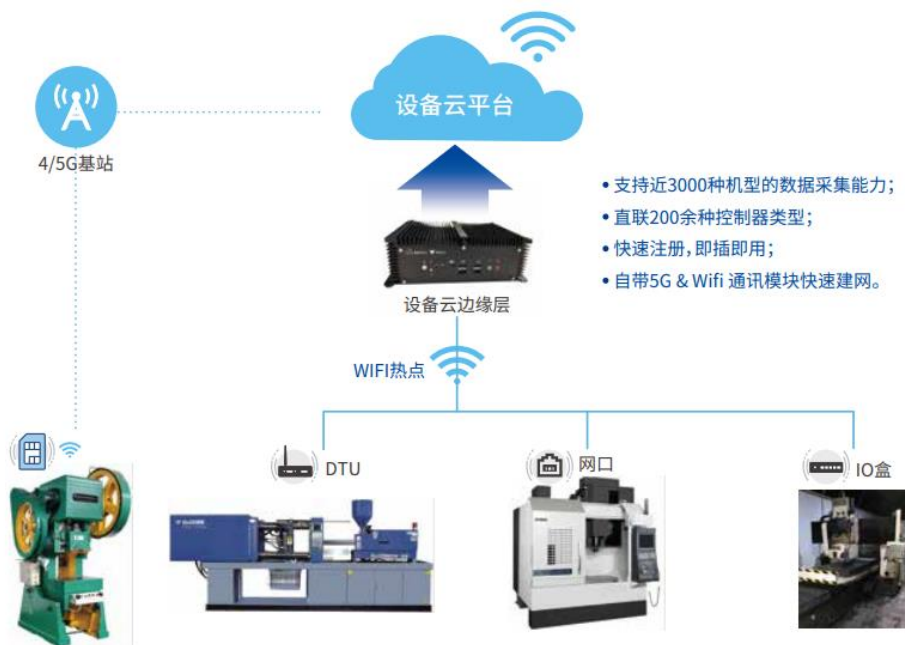 设备云平台
4/5G基站
• 支持近3000种机型的数据采集能力;
• 直联200余种控制器类型;
• 快速注册,即插即用;
• 自带5G & Wifi 通讯模块快速建网。
设备云边缘层
WIFI热点
DTU
网口
IO盒